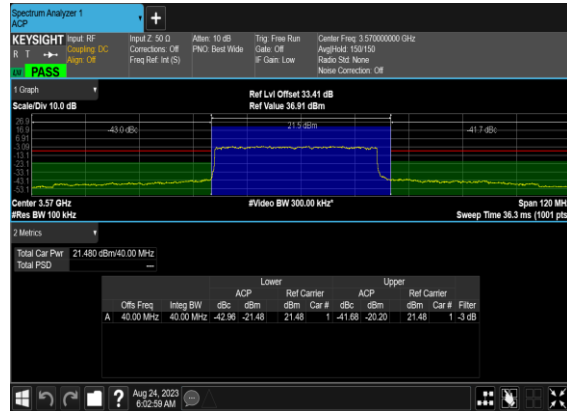 Spectrum Analyzer 1
ACP
+
KEYSIGHT
R T
LW PASS
Input: RF
Coupling: DC
Align: Off
Input Z: 50 Ω
Corrections: Off
Freq Ref: Int (S)
Atten: 10 dB
PNO: Best Wide
Trig: Free Run
Gate: Off
IF Gain: Low
Center Freq: 3.570000000 GHz
Avg|Hold: 150/150
Radio Std: None
Noise Correction: Off
1 Graph
Scale/Div 10.0 dB
Ref Lvl Offset 33.41 dB
Ref Value 36.91 dBm
26.9
16.9
6.91
-3.09
-13.1
-23.1
-33.1
-43.1
-53.1
-43.0 dBc
21.5 dBm
-41.7 dBc
Center 3.57 GHz
#Res BW 100 kHz
#Video BW 300.00 kHz*
Span 120 MH
Sweep Time 36.3 ms (1001 pts
2 Metrics
Total Car Pwr 21.480 dBm/40.00 MHz
Total PSD —
Lower Upper
ACP Ref Carrier ACP Ref Carrier
Offs Freq Integ BW dBc dBm dBm Car # dBc dBm dBm Car # Filter
A 40.00 MHz 40.00 MHz -42.96 -21.48 21.48 1 -41.68 -20.20 21.48 1 -3 dB
?
Aug 24, 2023
6:02:59 AM